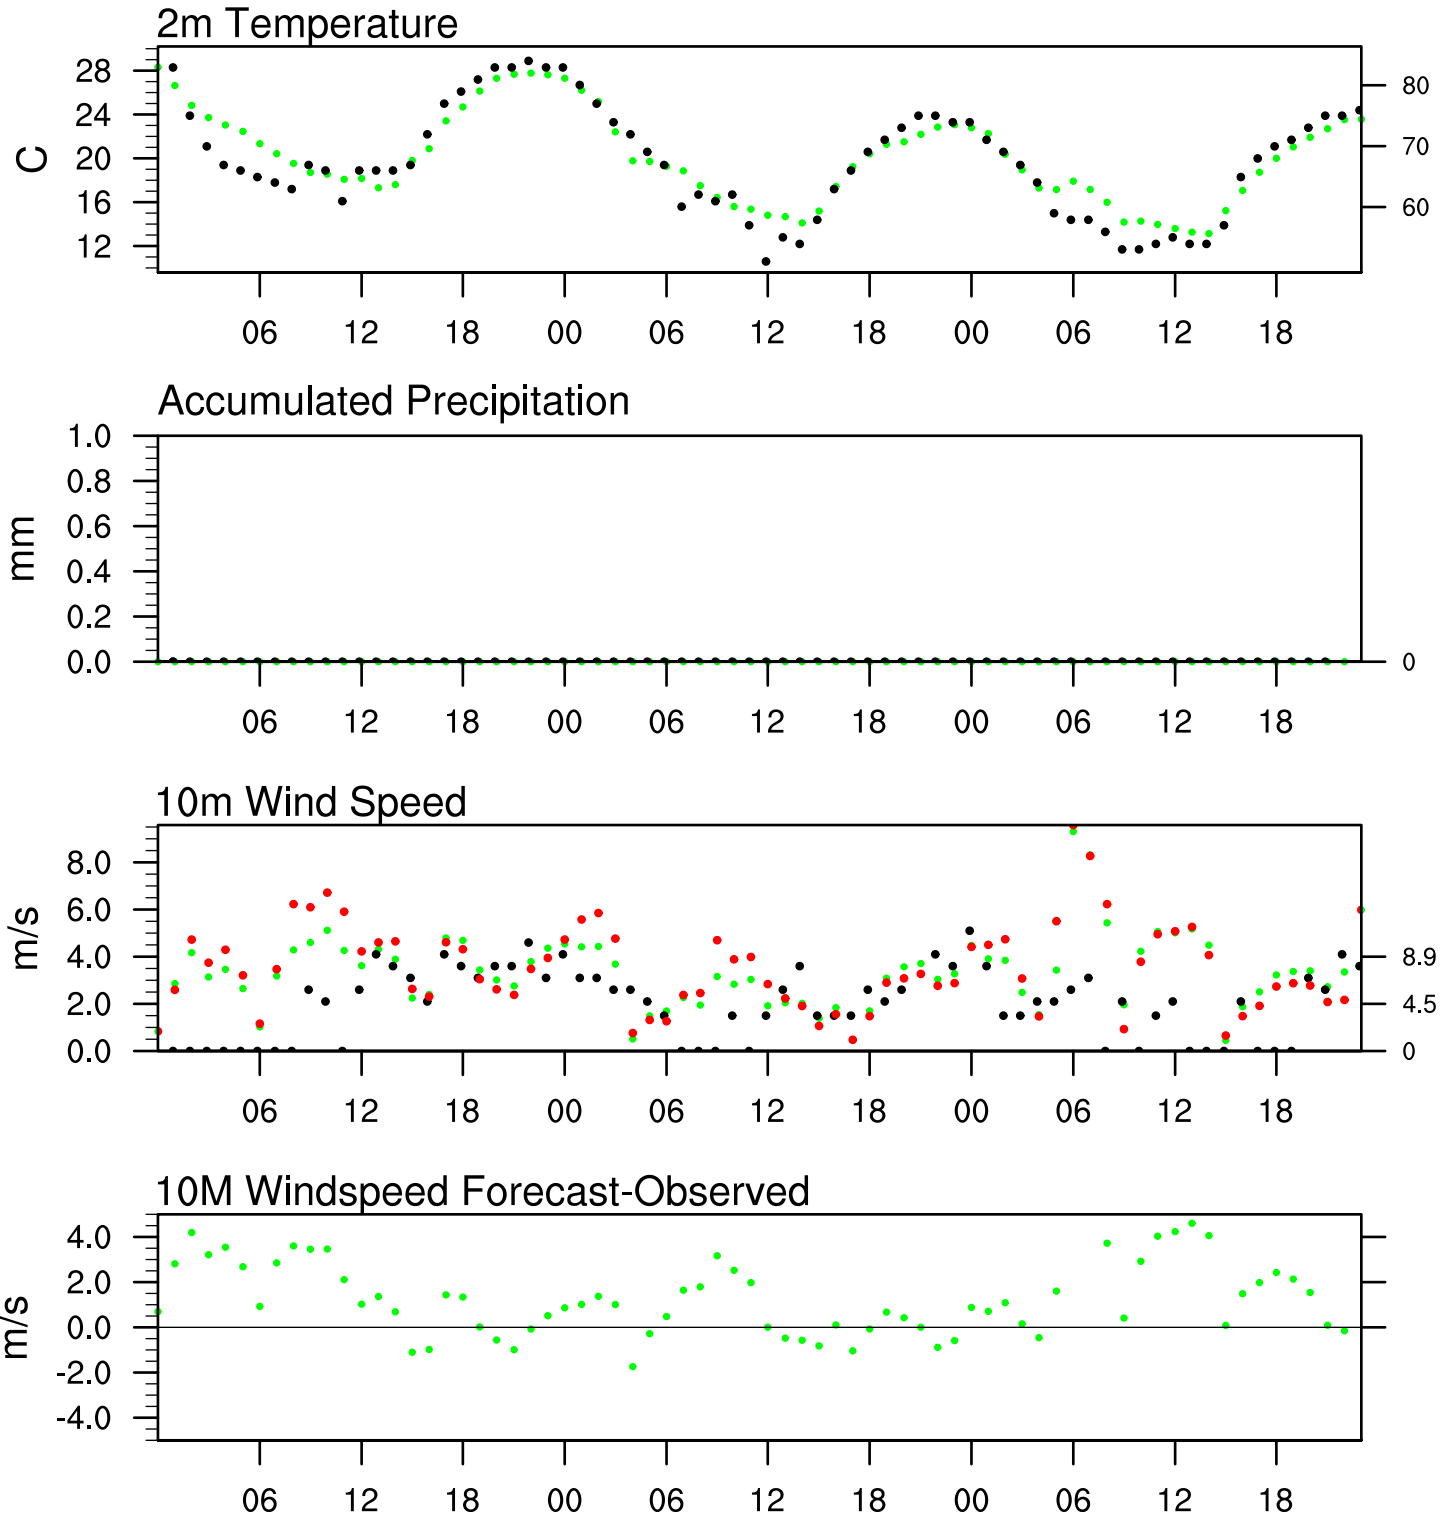 2m Temperature
28
24
20
16
12
C
80
70
60
06 12 18 00 06 12 18 00 06 12 18
Accumulated Precipitation
1.0
0.8
0.6
0.4
0.2
0.0
mm
0
06 12 18 00 06 12 18 00 06 12 18
10m Wind Speed
8.0
6.0
4.0
2.0
0.0
m/s
8.9
4.5
0
06 12 18 00 06 12 18 00 06 12 18
10M Windspeed Forecast-Observed
4.0
2.0
0.0
-2.0
-4.0
m/s
06 12 18 00 06 12 18 00 06 12 18